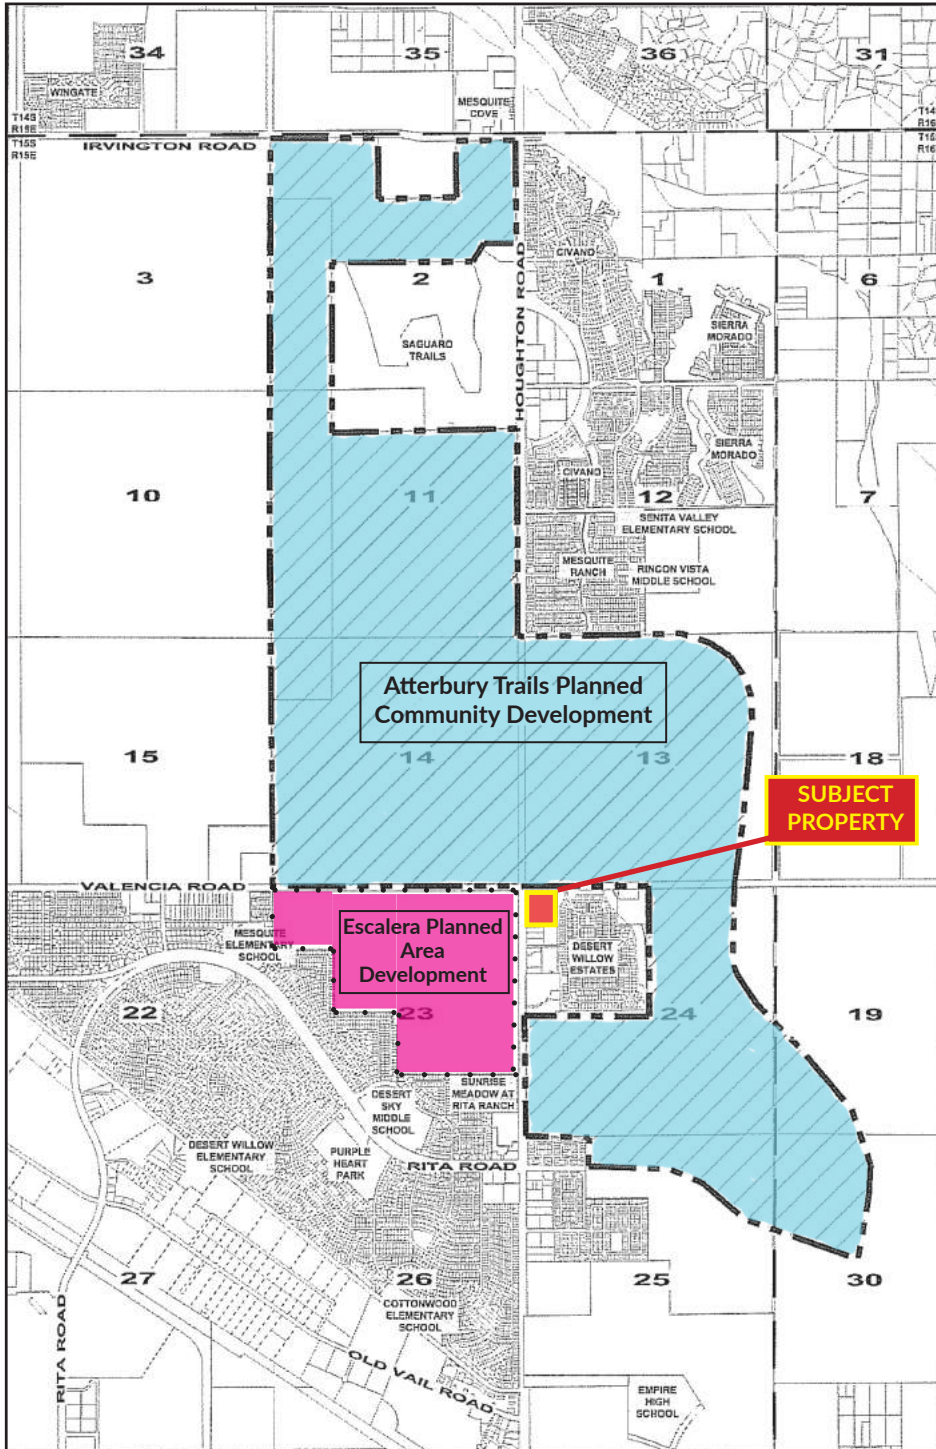 34
35
36
31
WINGATE
MESQUITE
COVE
T14S
R15E
T15S
R15E
T14
R16
T15
R16
IRVINGTON ROAD
3
2
1
6
HOUGHTON ROAD
CIVANO
SAGUARO
TRAILS
SIERRA
MORADO
10
11
12
7
CIVANO
SIERRA
MORADO
SENITA VALLEY
ELEMENTARY SCHOOL
MESQUITE
RANCH
RINCON VISTA
MIDDLE SCHOOL
Atterbury Trails Planned
Community Development
15
14
13
18
SUBJECT
PROPERTY
VALENCIA ROAD
MESQUITE
ELEMENTARY
SCHOOL
Escalera Planned
Area
Development
DESERT
WILLOW
ESTATES
22
23
24
19
SUNRISE
MEADOW AT
RITA RANCH
DESERT
SKY
MIDDLE
SCHOOL
DESERT WILLOW
ELEMENTARY
SCHOOL
PURPLE
HEART
PARK
RITA ROAD
27
26
25
30
COTTONWOOD
ELEMENTARY
SCHOOL
RITA ROAD
OLD VAIL ROAD
EMPIRE
HIGH
SCHOOL